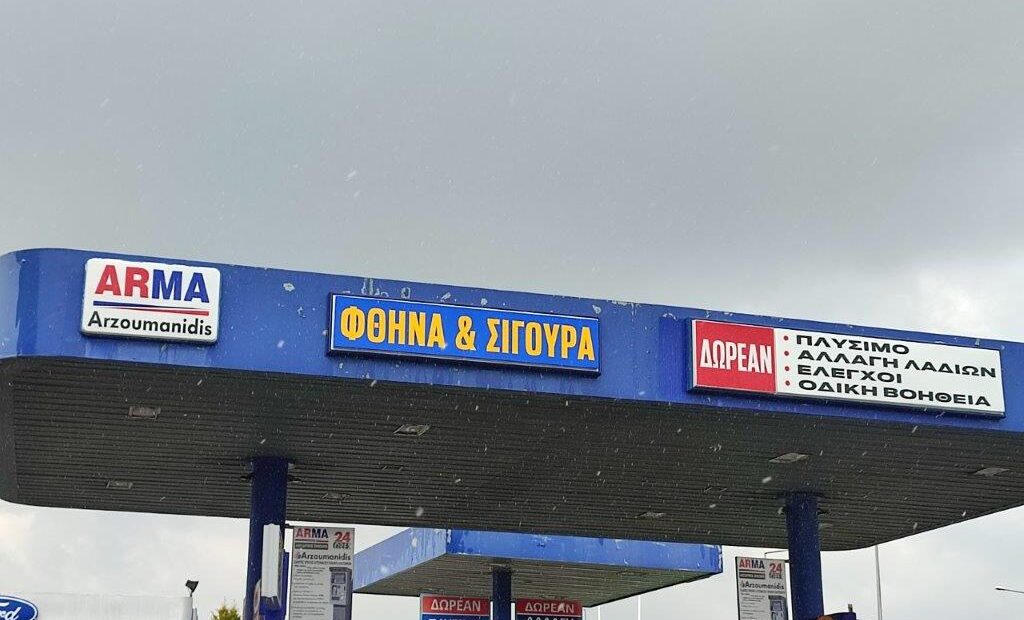 ARMA
Arzoumanidis
ΦΘΗΝΑ & ΣΙΓΟΥΡΑ
ΔΩΡΕΑΝ
• ΠΛΥΣΙΜΟ
• ΑΛΛΑΓΗ ΛΑΔΙΩΝ
• ΕΛΕΓΧΟΙ
• ΟΔΙΚΗ ΒΟΗΘΕΙΑ
ARMA 24
Arzoumanidis
ARMA 24
Arzoumanidis
ΔΩΡΕΑΝ
ΔΩΡΕΑΝ
Ford